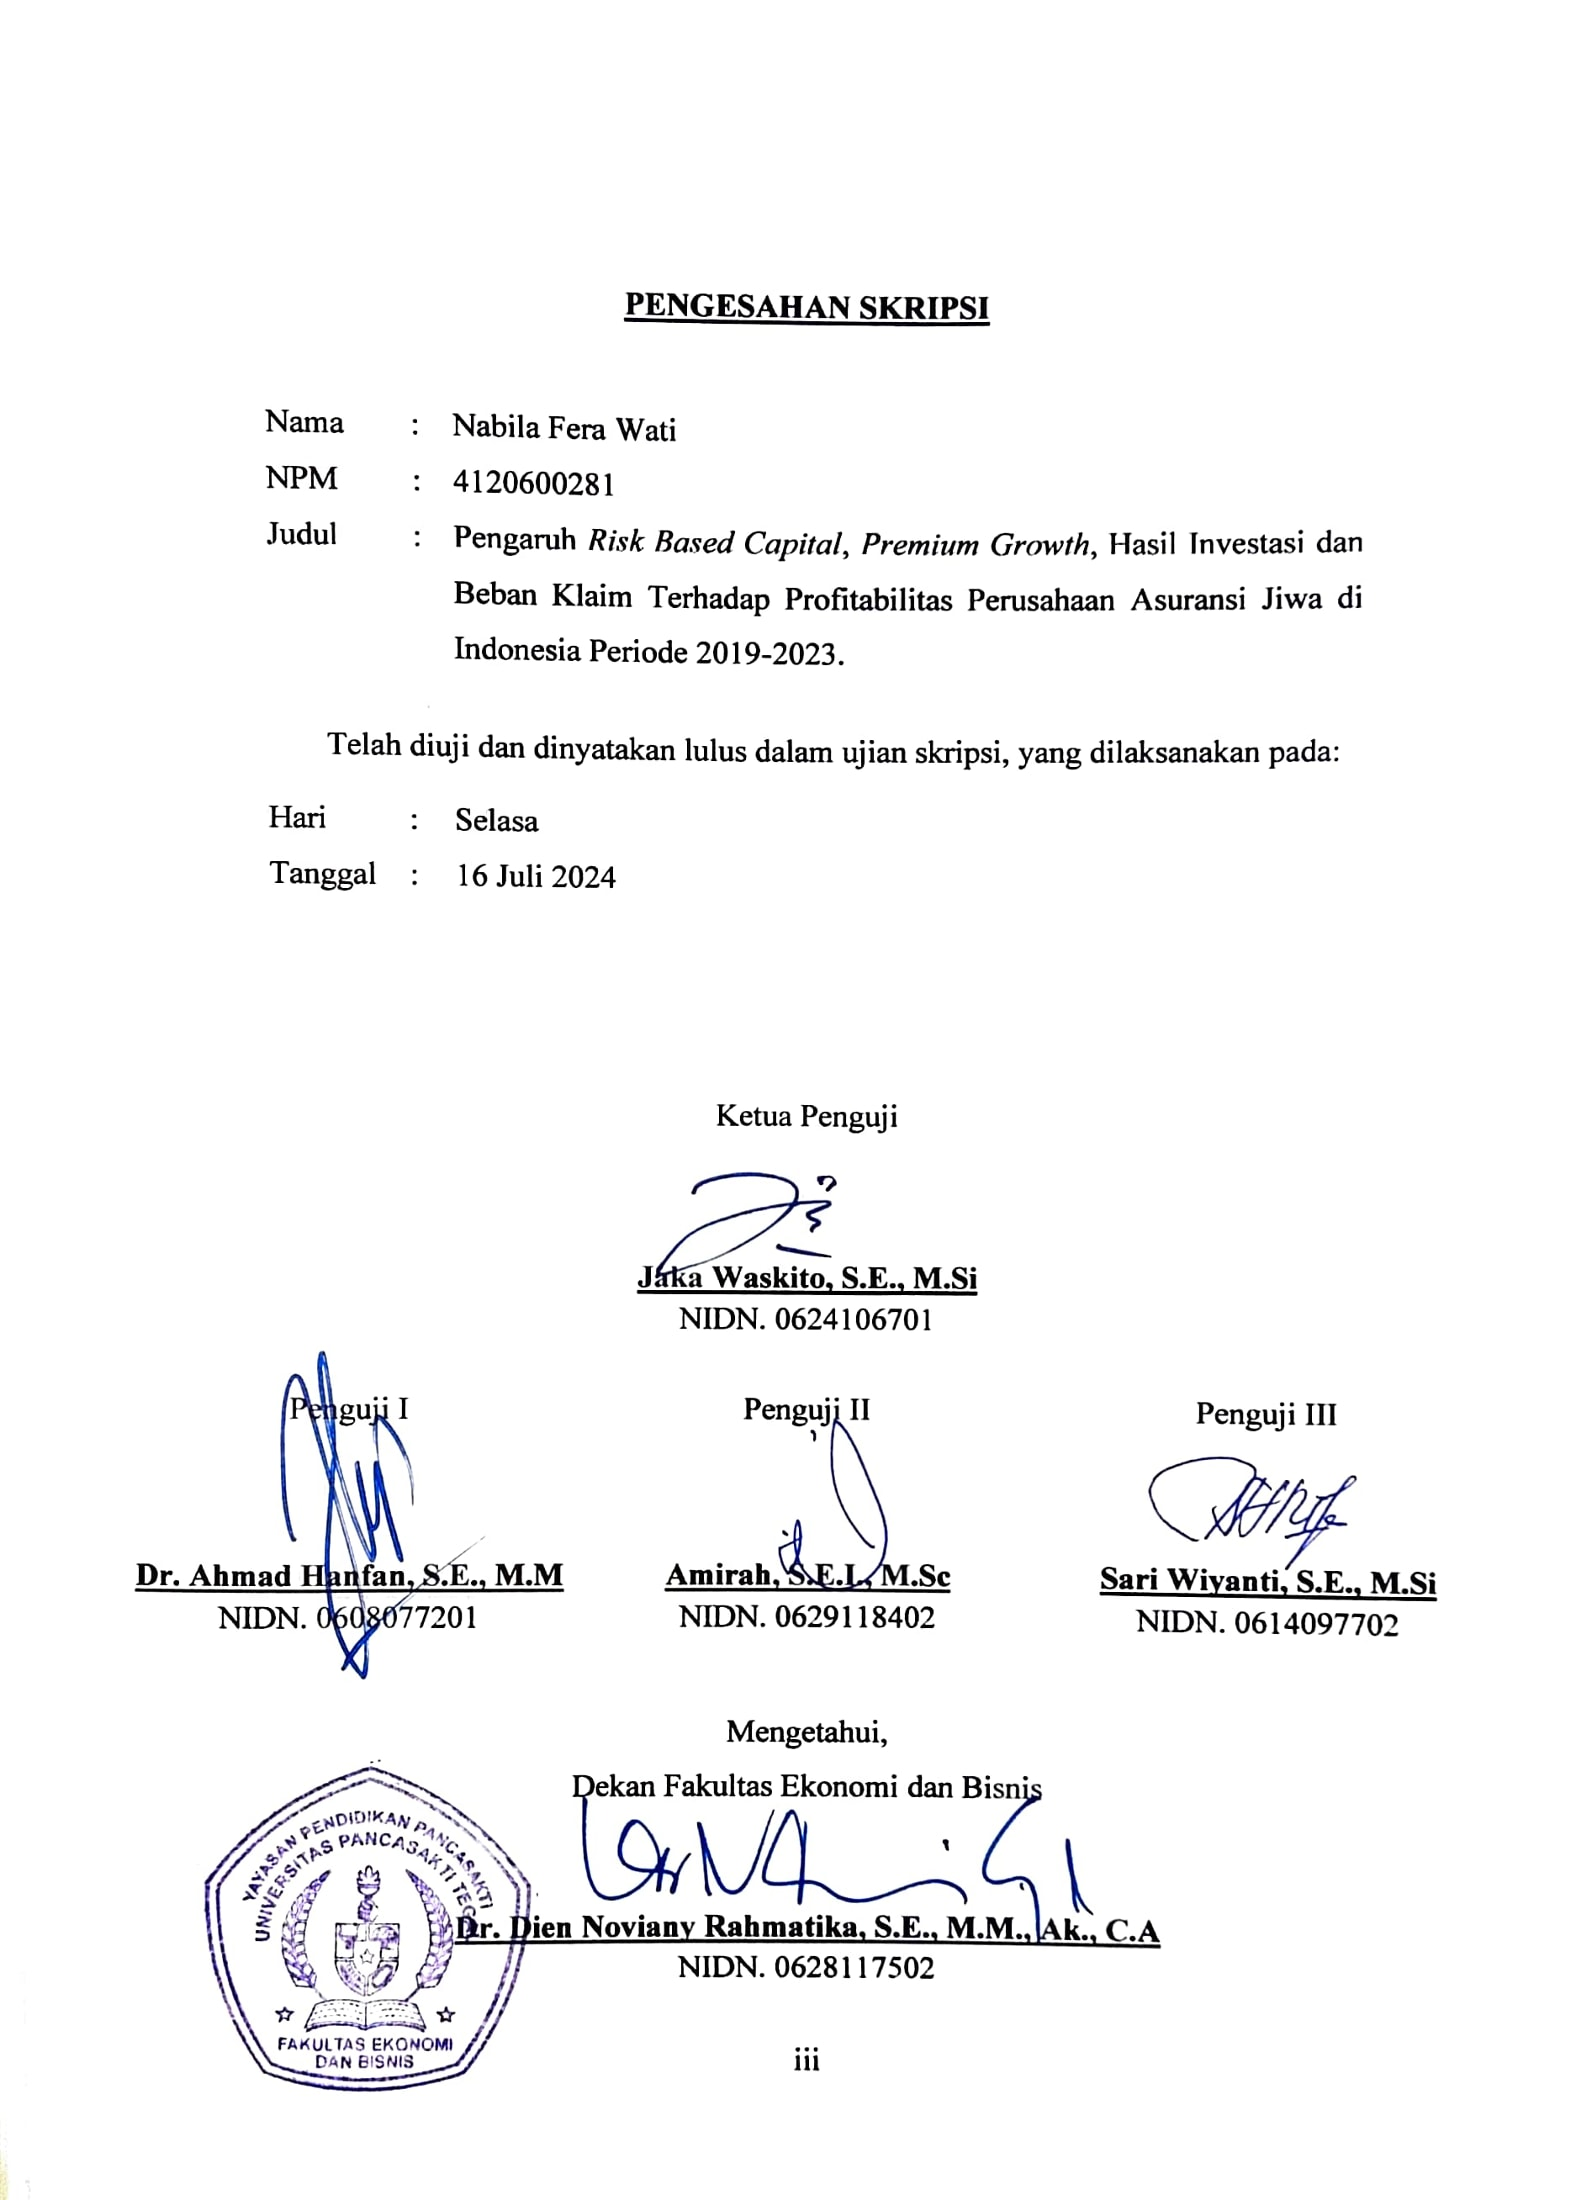 PENGESAHAN SKRIPSI
Nama : Nabila Fera Wati
NPM : 4120600281
Judul : Pengaruh Risk Based Capital, Premium Growth, Hasil Investasi dan
Beban Klaim Terhadap Profitabilitas Perusahaan Asuransi Jiwa di
Indonesia Periode 2019-2023.
Telah diuji dan dinyatakan lulus dalam ujian skripsi, yang dilaksanakan pada:
Hari : Selasa
Tanggal : 16 Juli 2024
Ketua Penguji
Jaka Waskito, S.E., M.Si
NIDN. 0624106701
Penguji I Penguji II Penguji III
Dr. Ahmad Hanfan, S.E., M.M Amirah, S.E.I., M.Sc Sari Wiyanti, S.E., M.Si
NIDN. 0608077201 NIDN. 0629118402 NIDN. 0614097702
Mengetahui,
Dekan Fakultas Ekonomi dan Bisnis
YAYASAN PENDIDIKAN PANCASAKTI
UNIVERSITAS PANCASAKTI TEG
Dr. Dien Noviany Rahmatika, S.E., M.M., Ak., C.A
NIDN. 0628117502
FAKULTAS EKONOMI
DAN BISNIS
iii